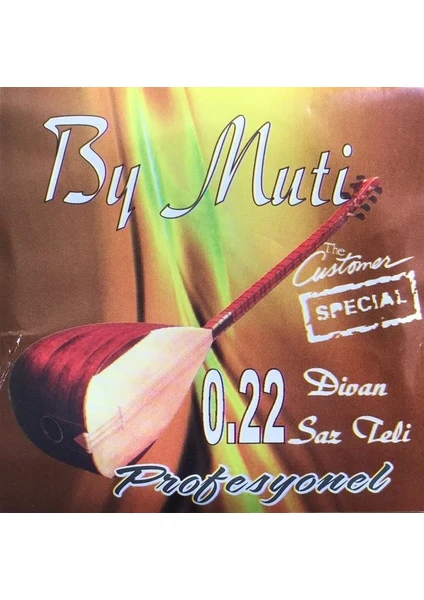 By Muti
The
Customer
SPECIAL
0.22
Divan
Saz Teli
Profesyonel